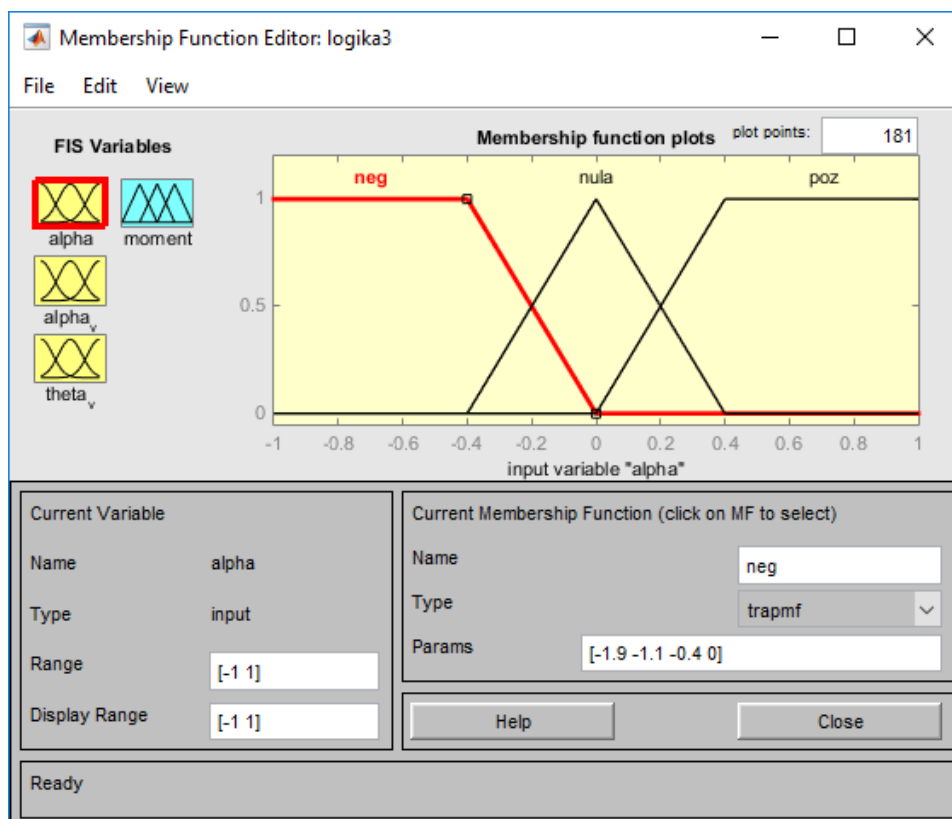 Membership Function Editor: logika3
File Edit View
FIS Variables
alpha
moment
alpha_v
theta_v
Membership function plots
plot points: 181
neg nula poz
1
0.5
0
-1 -0.8 -0.6 -0.4 -0.2 0 0.2 0.4 0.6 0.8 1
input variable "alpha"
Current Variable
Name alpha
Type input
Range [-1 1]
Display Range [-1 1]
Current Membership Function (click on MF to select)
Name neg
Type trapmf
Params [-1.9 -1.1 -0.4 0]
Help Close
Ready